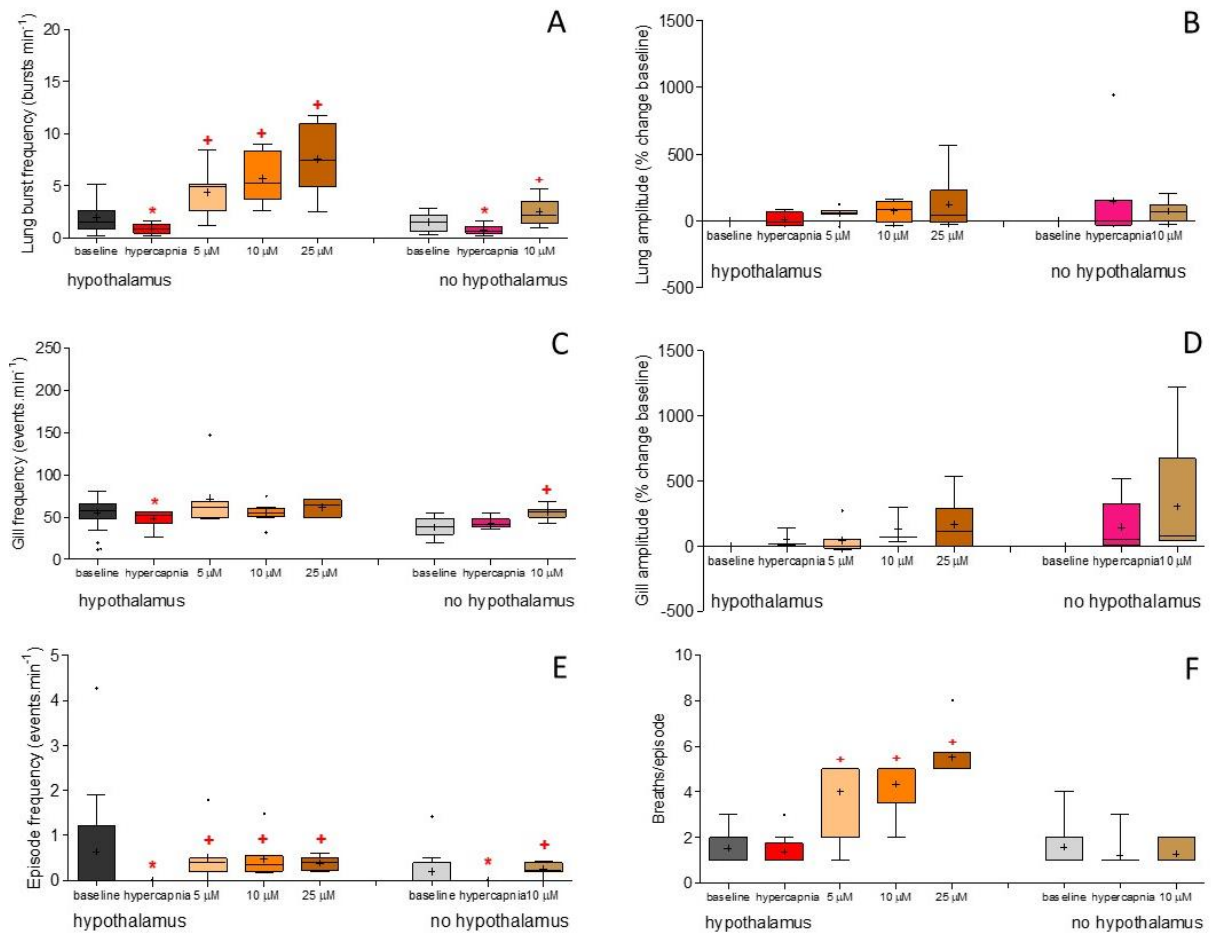 A
Lung burst frequency (bursts min⁻¹)
20
15
10
5
0
baseline hypercapnia 5 µM 10 µM 25 µM baseline hypercapnia 10 µM
hypothalamus no hypothalamus
B
Lung amplitude (% change baseline)
1500
1000
500
0
-500
baseline hypercapnia 5 µM 10 µM 25 µM baseline hypercapnia 10 µM
hypothalamus no hypothalamus
C
Gill frequency (events.min⁻¹)
250
200
150
100
50
0
baseline hypercapnia 5 µM 10 µM 25 µM baseline hypercapnia 10 µM
hypothalamus no hypothalamus
D
Gill amplitude (% change baseline)
1500
1000
500
0
-500
baseline hypercapnia 5 µM 10 µM 25 µM baseline hypercapnia 10 µM
hypothalamus no hypothalamus
E
Episode frequency (events.min⁻¹)
5
4
3
2
1
0
baseline hypercapnia 5 µM 10 µM 25 µM baseline hypercapnia 10 µM
hypothalamus no hypothalamus
F
Breaths/episode
10
8
6
4
2
0
baseline hypercapnia 5 µM 10 µM 25 µM baseline hypercapnia 10 µM
hypothalamus no hypothalamus